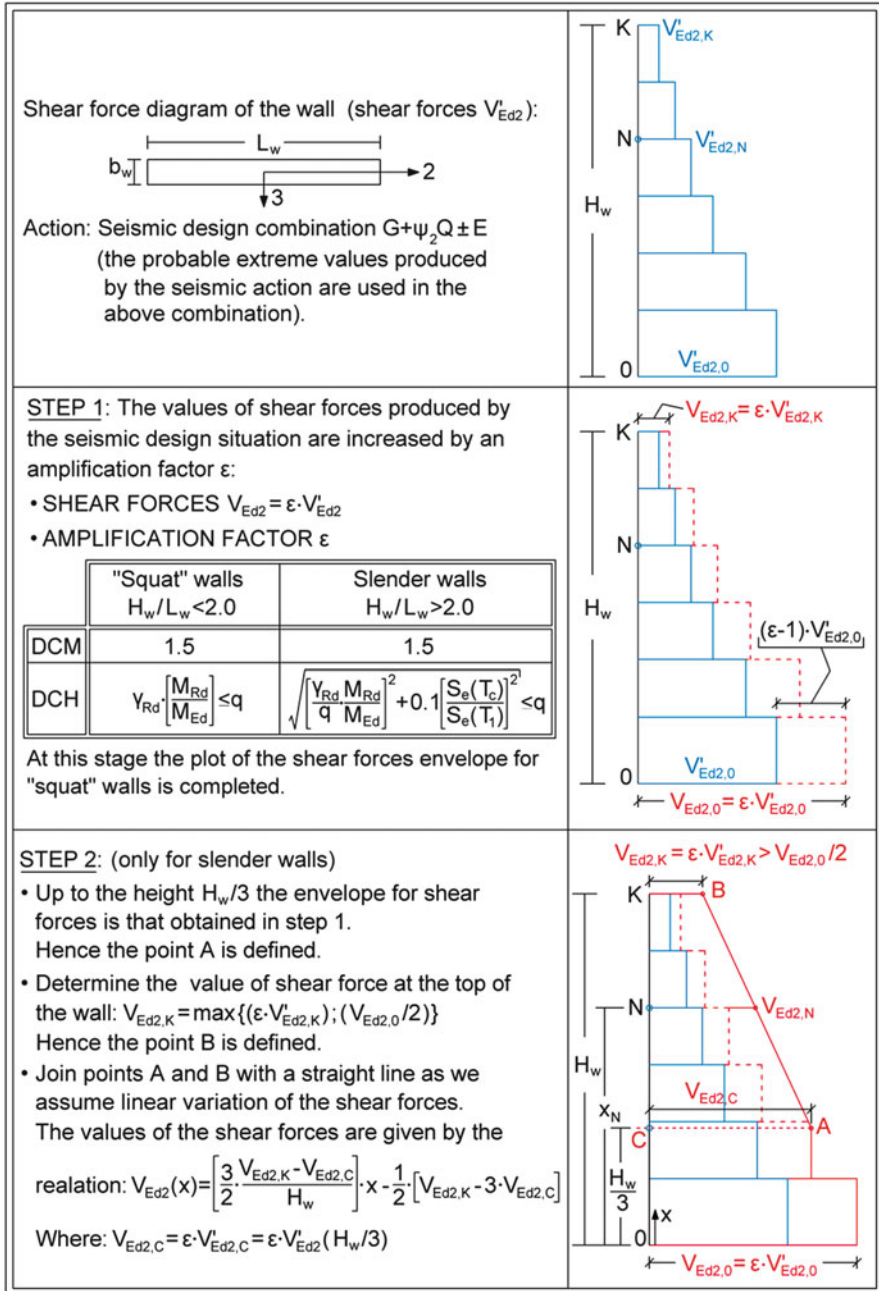 Shear force diagram of the wall (shear forces V'Ed2):
Lw
bw
2
3
Action: Seismic design combination G+ψ2Q±E
(the probable extreme values produced
by the seismic action are used in the
above combination).
K
V'Ed2,K
N
V'Ed2,N
Hw
0
V'Ed2,0
STEP 1: The values of shear forces produced by
the seismic design situation are increased by an
amplification factor ε:
• SHEAR FORCES VEd2=ε·V'Ed2
• AMPLIFICATION FACTOR ε
"Squat" walls Slender walls
Hw/Lw<2.0 Hw/Lw>2.0
DCM 1.5 1.5
DCH γRd·[MRd/MEd]≤q √[γRd/q·MRd/MEd]²+0.1[Se(Tc)/Se(T1)]²≤q
At this stage the plot of the shear forces envelope for
"squat" walls is completed.
VEd2,K=ε·V'Ed2,K
K
N
Hw
(ε-1)·V'Ed2,0
0
V'Ed2,0
VEd2,0=ε·V'Ed2,0
STEP 2: (only for slender walls)
• Up to the height Hw/3 the envelope for shear
forces is that obtained in step 1.
Hence the point A is defined.
• Determine the value of shear force at the top of
the wall: VEd2,K=max{(ε·V'Ed2,K);(VEd2,0/2)}
Hence the point B is defined.
• Join points A and B with a straight line as we
assume linear variation of the shear forces.
The values of the shear forces are given by the
realation: VEd2(x)=[3/2·VEd2,K-VEd2,C/Hw]·x-1/2·[VEd2,K-3·VEd2,C]
Where: VEd2,C=ε·V'Ed2,C=ε·V'Ed2(Hw/3)
VEd2,K=ε·V'Ed2,K>VEd2,0/2
K
B
N
VEd2,N
Hw
xN
VEd2,C
C
A
Hw/3
x
0
VEd2,0=ε·V'Ed2,0